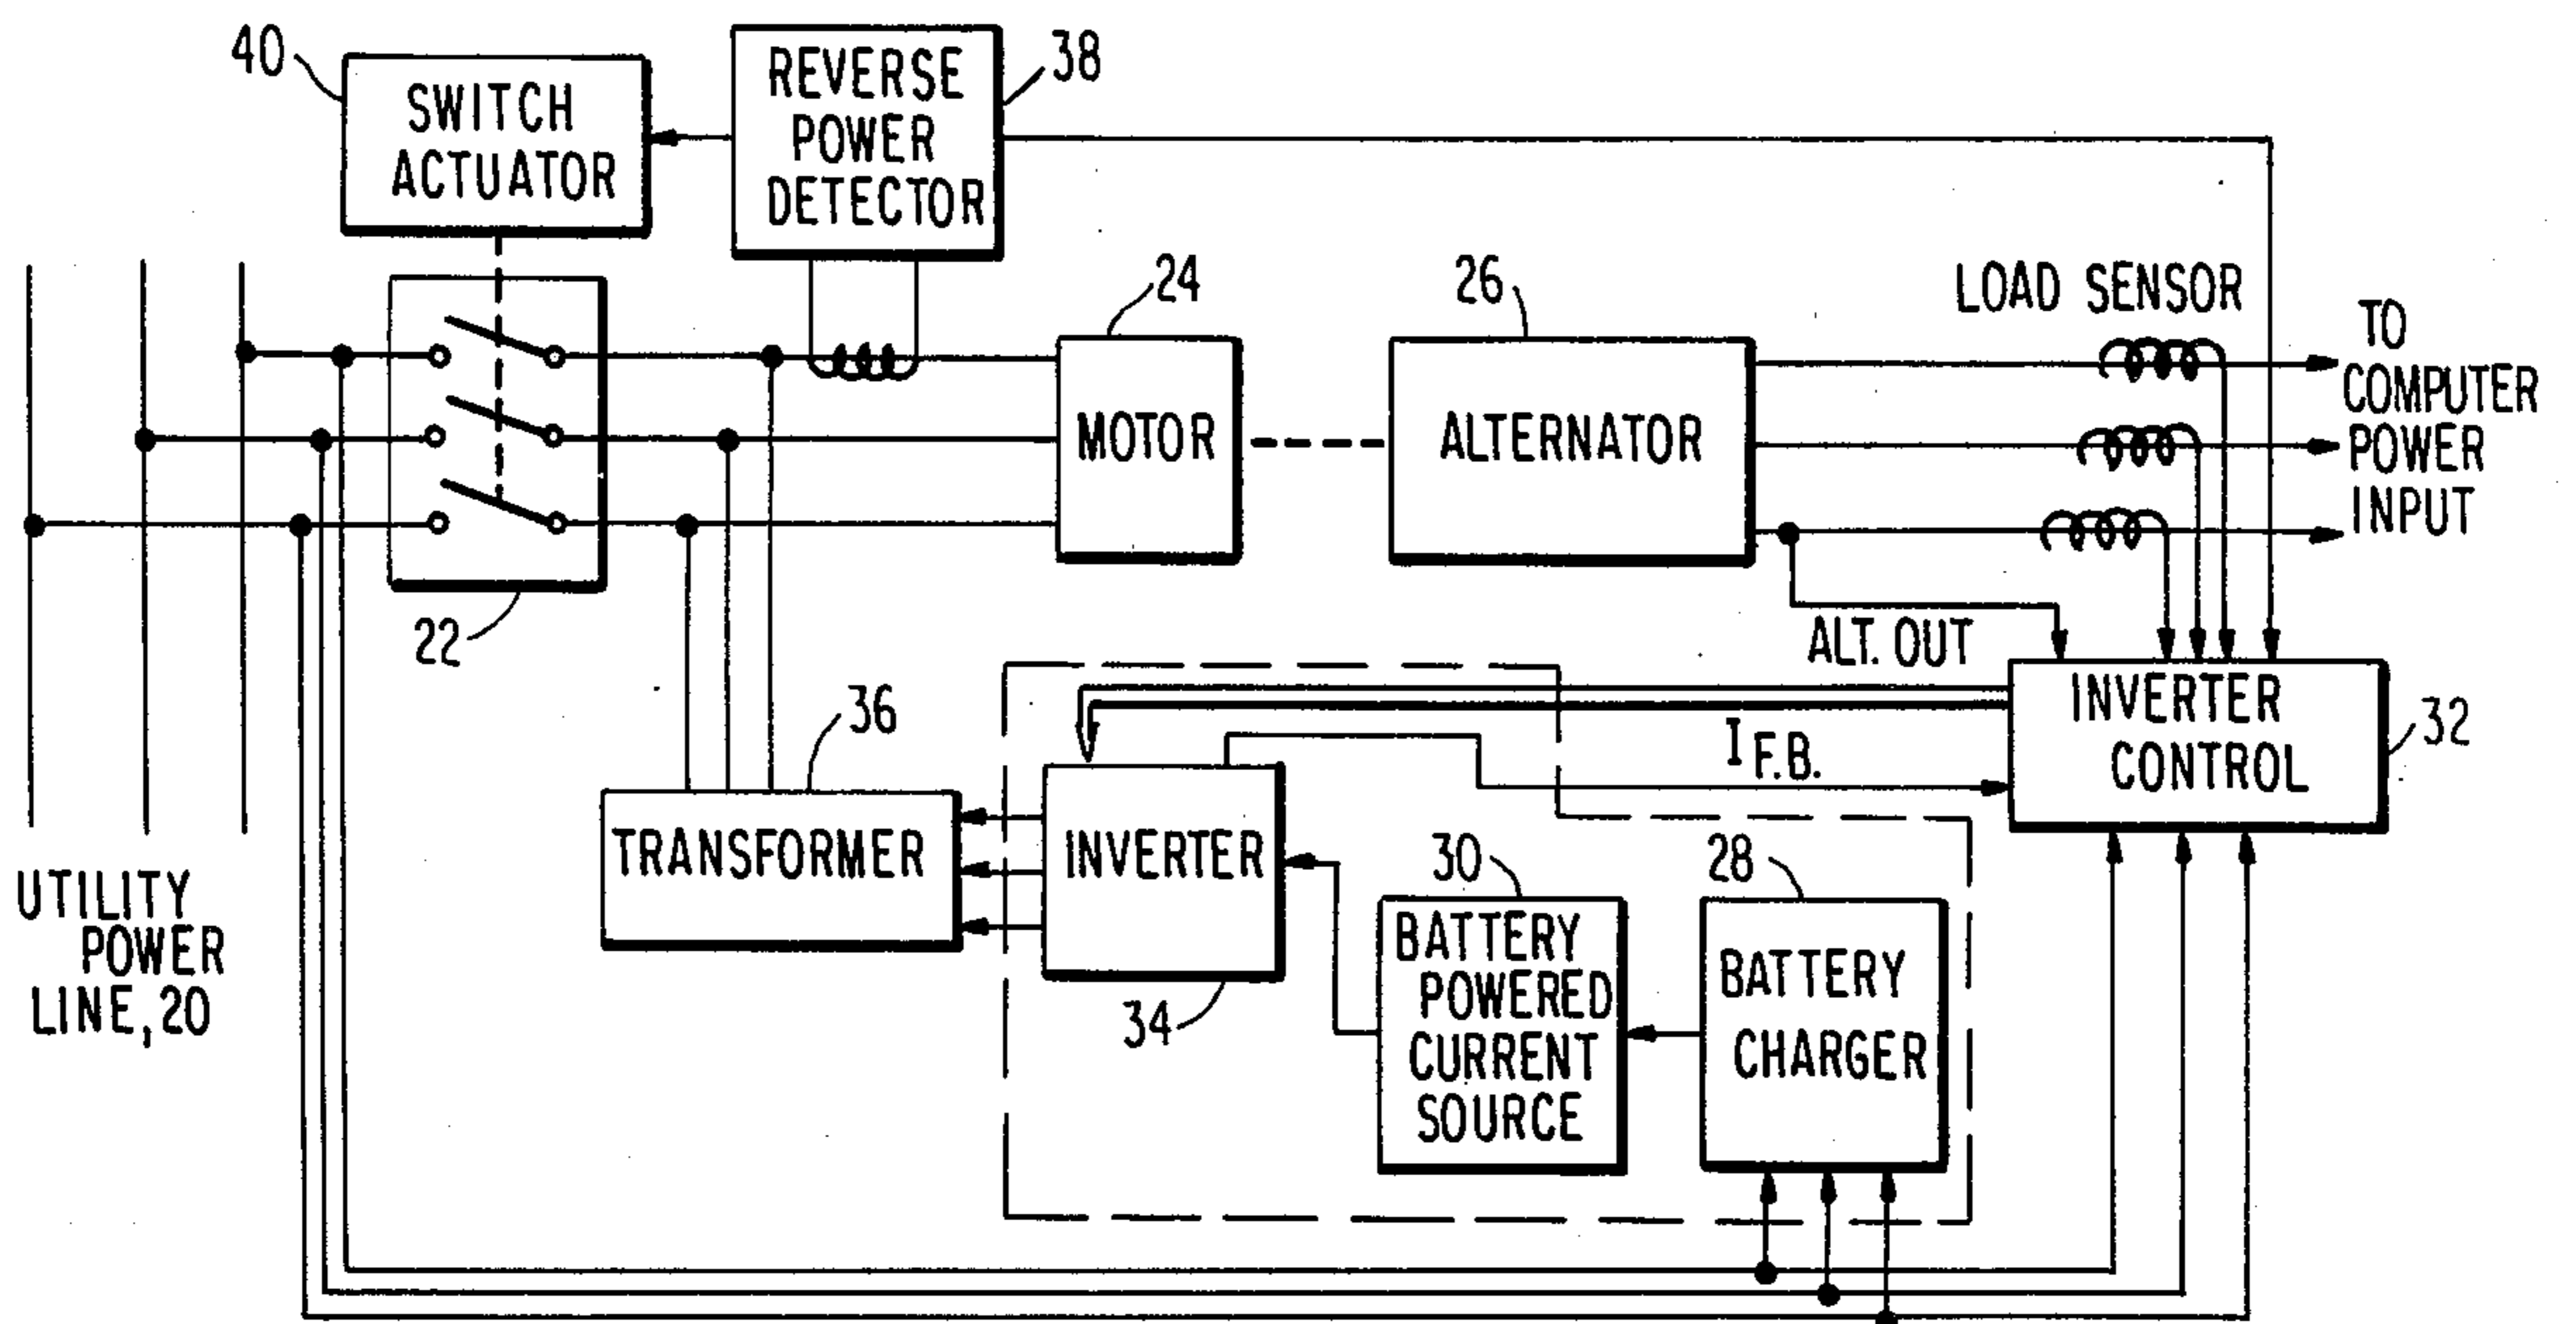 40
SWITCH
ACTUATOR
REVERSE
POWER
DETECTOR
38
24
26
LOAD SENSOR
TO
COMPUTER
POWER
INPUT
MOTOR
ALTERNATOR
22
ALT. OUT
36
INVERTER
CONTROL
32
I F.B.
TRANSFORMER
INVERTER
34
30
BATTERY
POWERED
CURRENT
SOURCE
28
BATTERY
CHARGER
UTILITY
POWER
LINE, 20